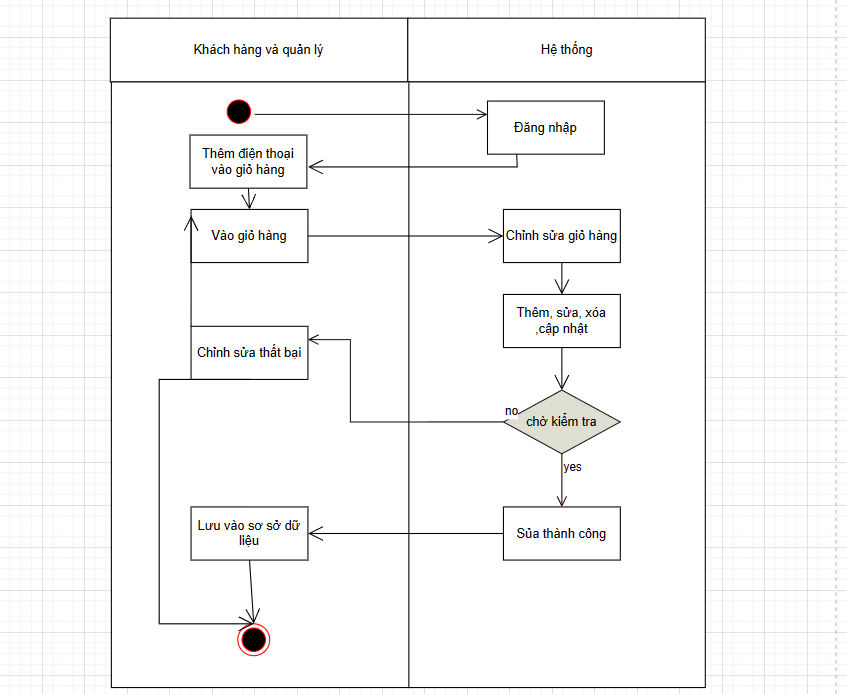 Khách hàng và quản lý
Hệ thống
Đăng nhập
Thêm điện thoại
vào giỏ hàng
Vào giỏ hàng
Chỉnh sửa giỏ hàng
Thêm, sửa, xóa
,cập nhật
Chỉnh sửa thất bại
no
chờ kiểm tra
yes
Lưu vào sơ sở dữ
liệu
Sủa thành công